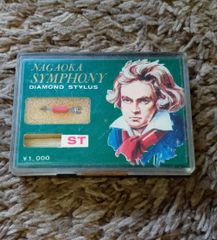 NAGAOKA
SYMPHONY
DIAMOND STYLUS
ST
¥1,000